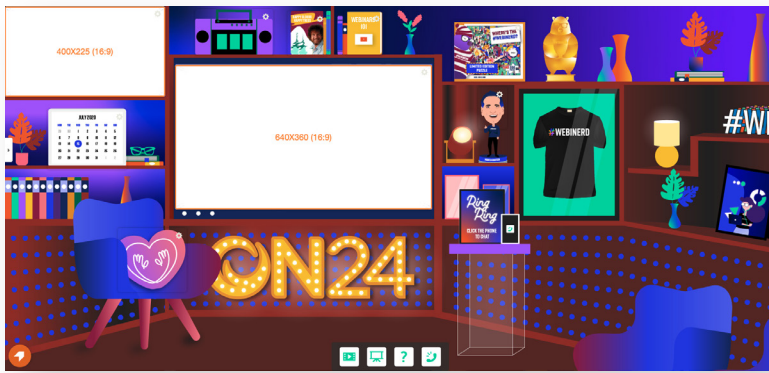 400X225 (16:9)
WEBINARS
101
WHERE'S THE
#WEBINERD?
LIMITED EDITION
PUZZLE
JULY 2020
640X360 (16:9)
#WEBINERD
#WE
Ring
Ring
CLICK THE PHONE
TO CHAT
ON24
?